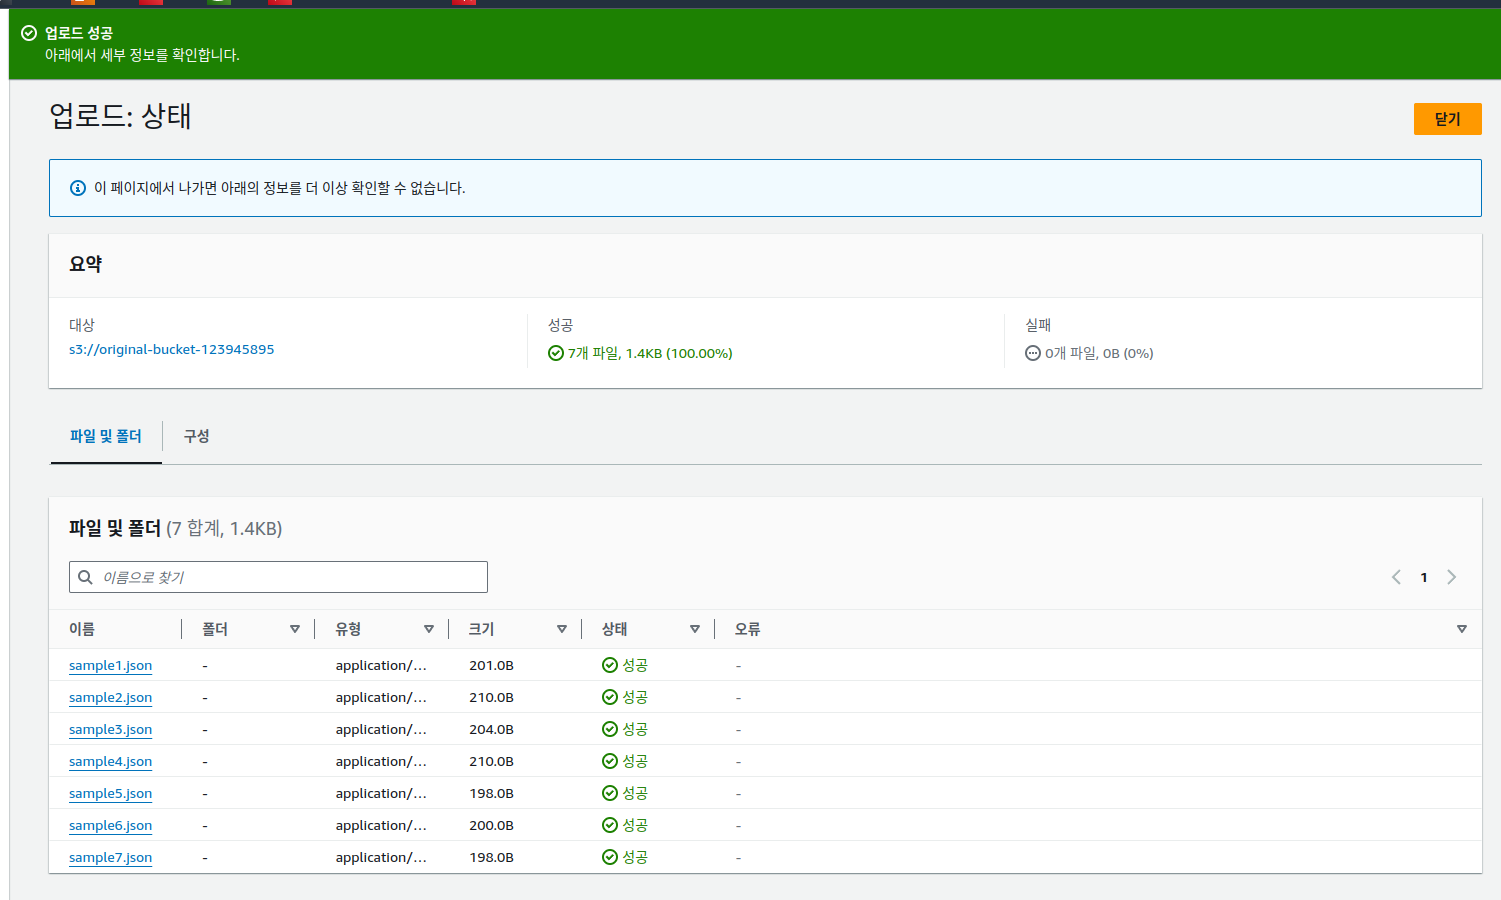 업로드 성공
아래에서 세부 정보를 확인합니다.
업로드: 상태
닫기
이 페이지에서 나가면 아래의 정보를 더 이상 확인할 수 없습니다.
요약
대상
s3://original-bucket-123945895
성공
7개 파일, 1.4KB (100.00%)
실패
0개 파일, 0B (0%)
파일 및 폴더 구성
파일 및 폴더 (7 합계, 1.4KB)
이름으로 찾기 1
이름 폴더 유형 크기 상태 오류
sample1.json - application/... 201.0B 성공 -
sample2.json - application/... 210.0B 성공 -
sample3.json - application/... 204.0B 성공 -
sample4.json - application/... 210.0B 성공 -
sample5.json - application/... 198.0B 성공 -
sample6.json - application/... 200.0B 성공 -
sample7.json - application/... 198.0B 성공 -